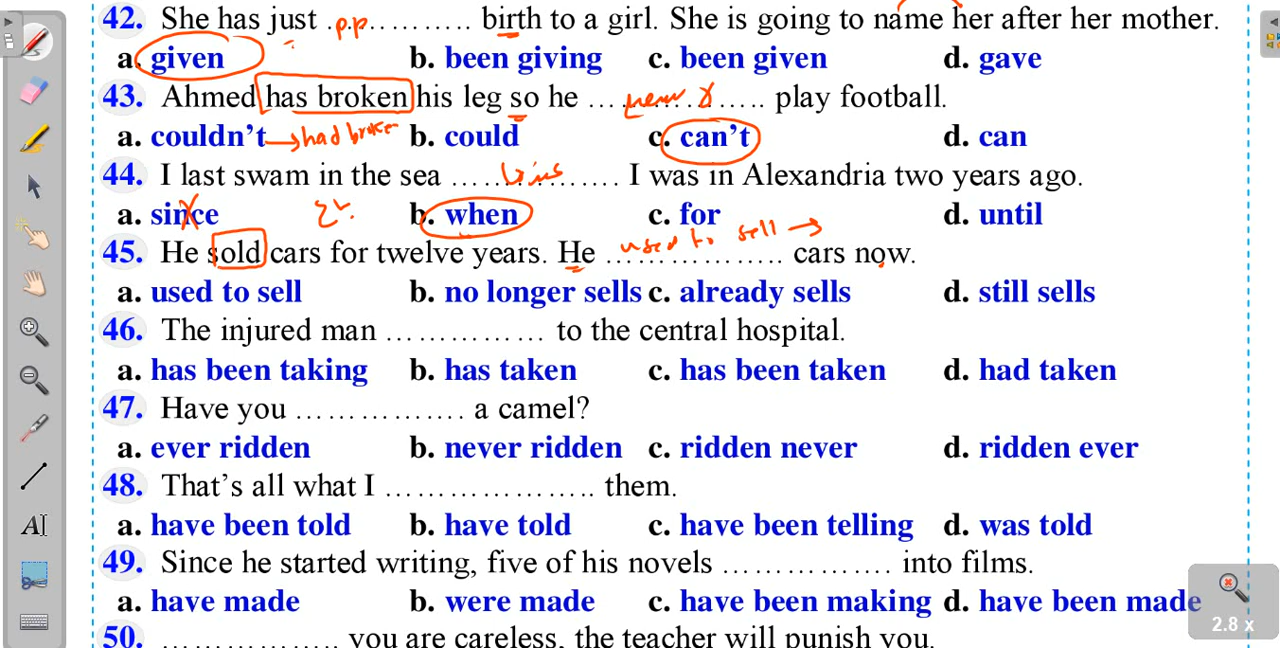 42. She has just .p.p............ birth to a girl. She is going to name her after her mother.
a. given b. been giving c. been given d. gave
43. Ahmed has broken his leg so he ... ... play football.
a. couldn't → had broke b. could c. can't d. can
44. I last swam in the sea .................. I was in Alexandria two years ago.
a. since b. when c. for d. until
45. He sold cars for twelve years. He used to sell → cars now.
a. used to sell b. no longer sells c. already sells d. still sells
46. The injured man ............... to the central hospital.
a. has been taking b. has taken c. has been taken d. had taken
47. Have you ................ a camel?
a. ever ridden b. never ridden c. ridden never d. ridden ever
48. That's all what I .................... them.
a. have been told b. have told c. have been telling d. was told
49. Since he started writing, five of his novels ................ into films.
a. have made b. were made c. have been making d. have been made
50. ................. you are careless, the teacher will punish you.
AI
2.8 x